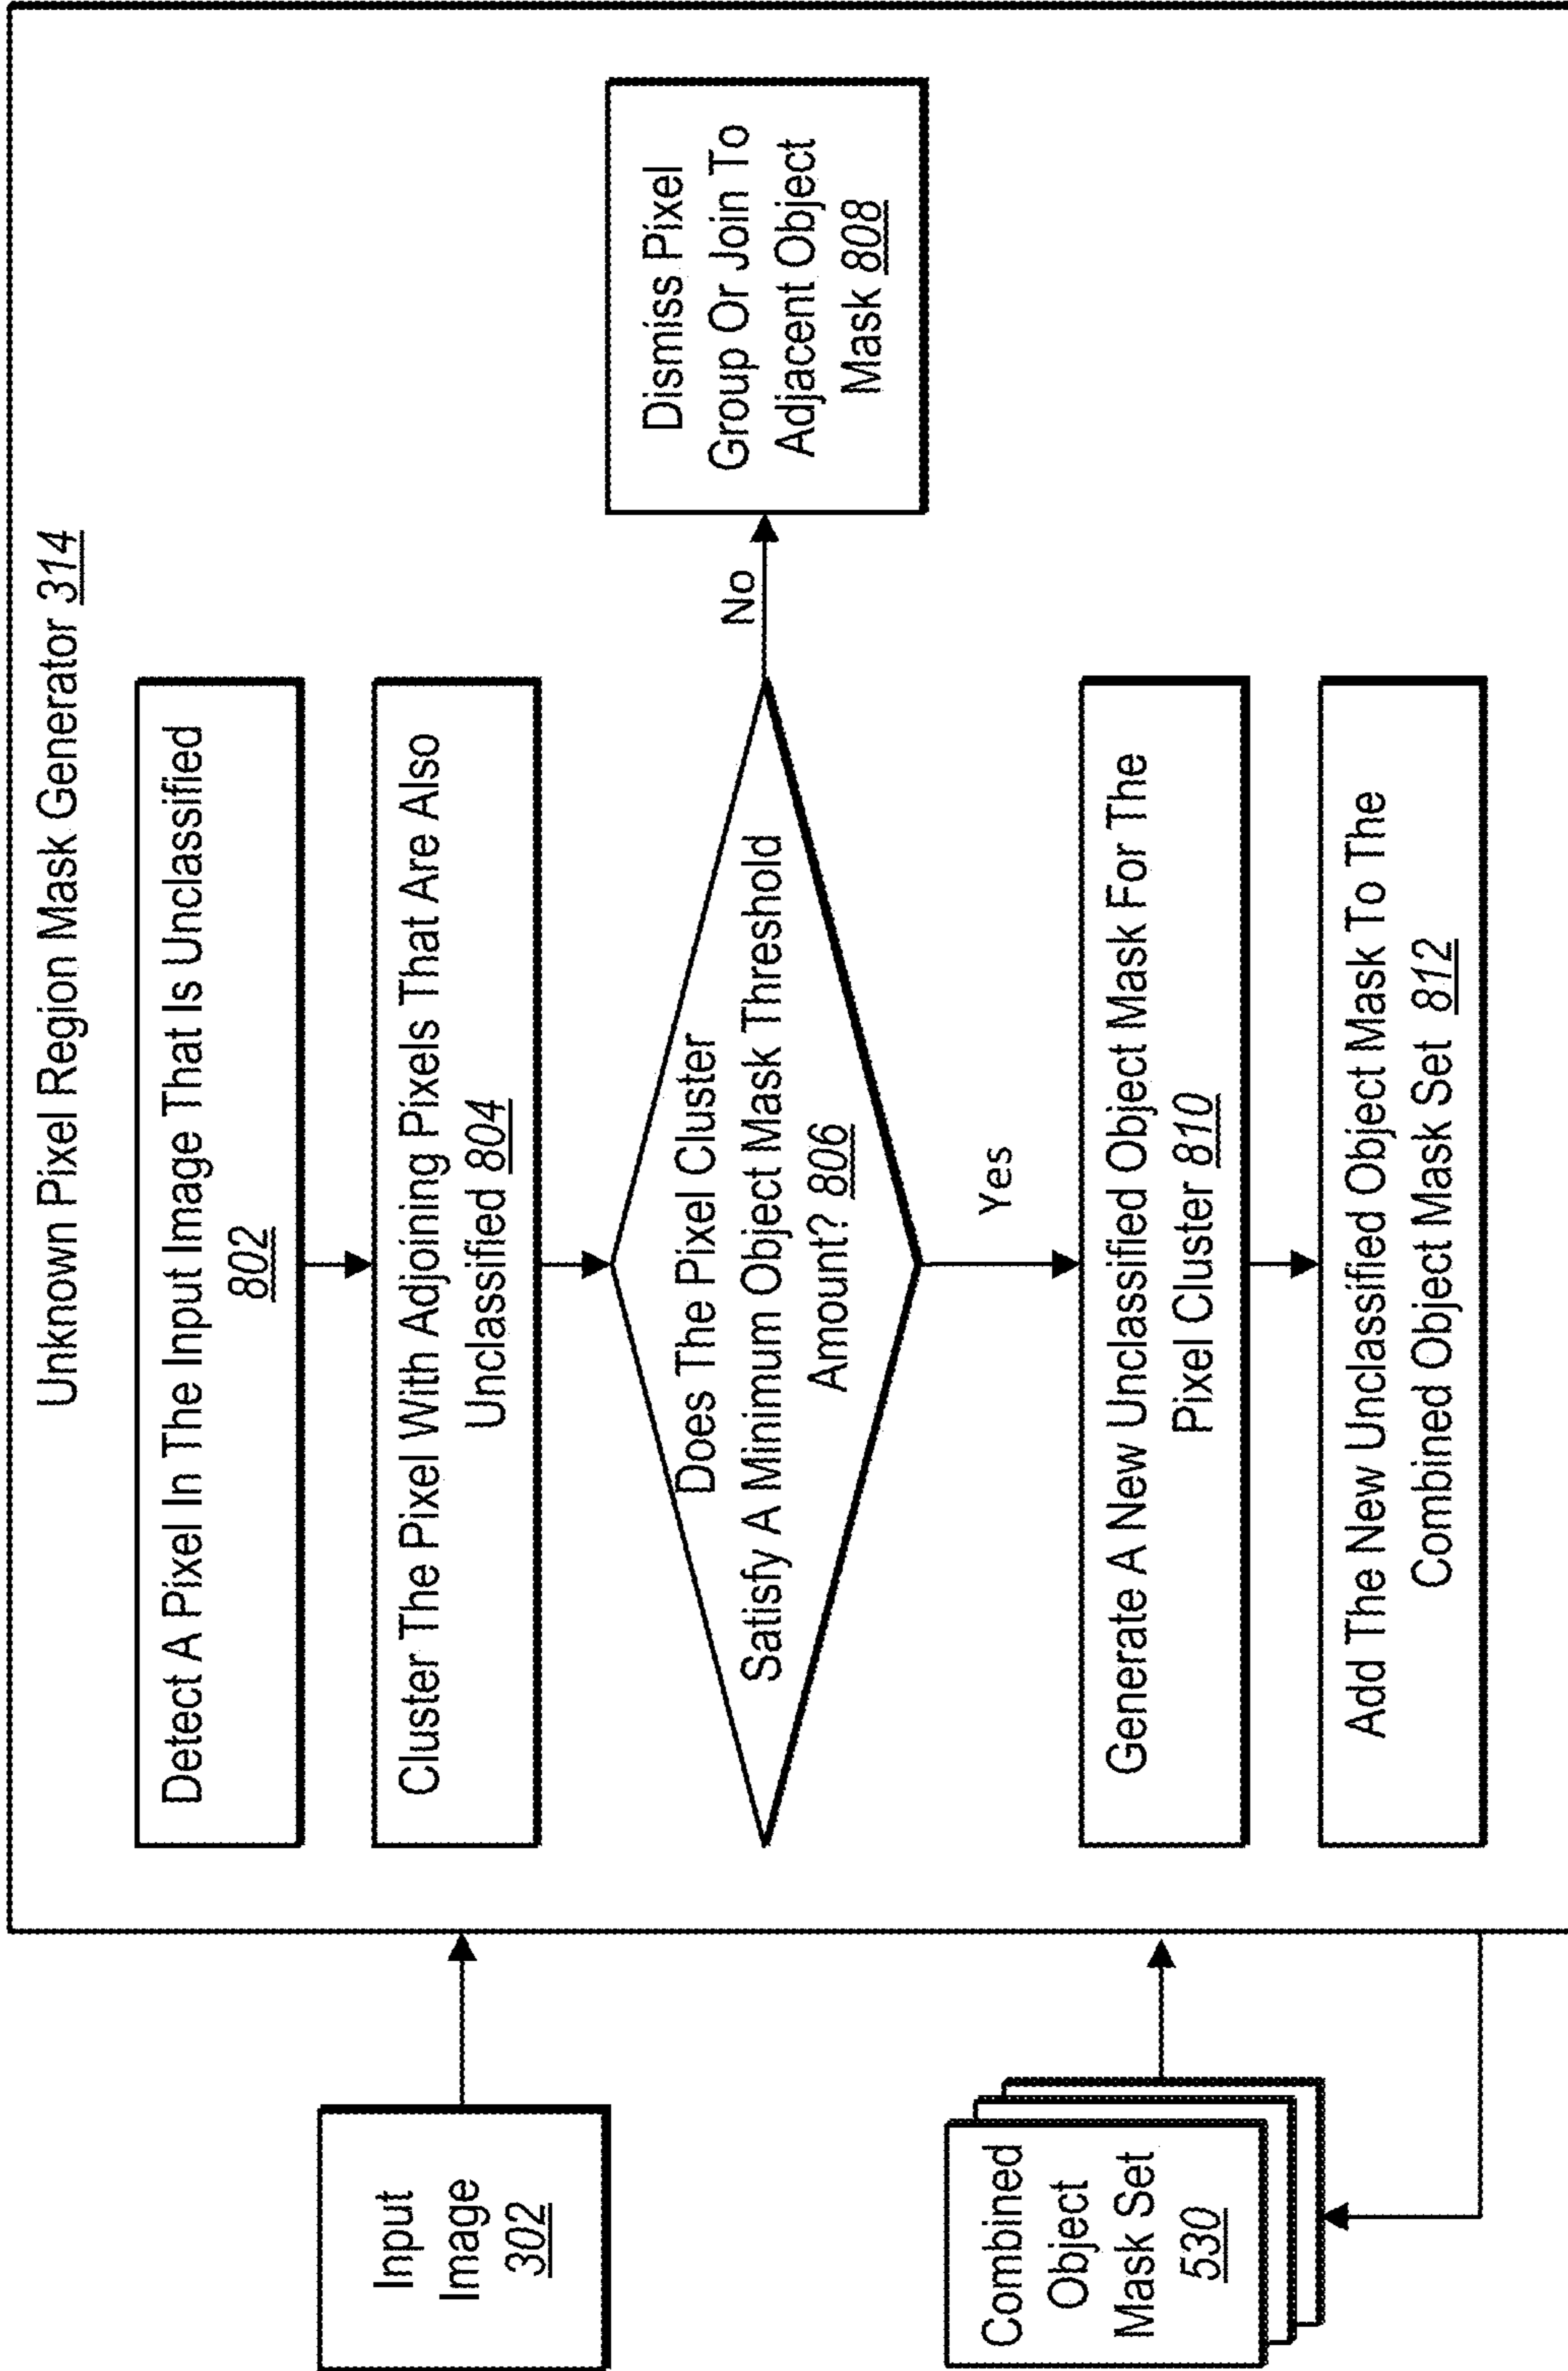 Input
Image
302
Combined
Object
Mask Set
530
Unknown Pixel Region Mask Generator 314
Detect A Pixel In The Input Image That Is Unclassified
802
Cluster The Pixel With Adjoining Pixels That Are Also
Unclassified 804
Does The Pixel Cluster
Satisfy A Minimum Object Mask Threshold
Amount? 806
No
Dismiss Pixel
Group Or Join To
Adjacent Object
Mask 808
Yes
Generate A New Unclassified Object Mask For The
Pixel Cluster 810
Add The New Unclassified Object Mask To The
Combined Object Mask Set 812